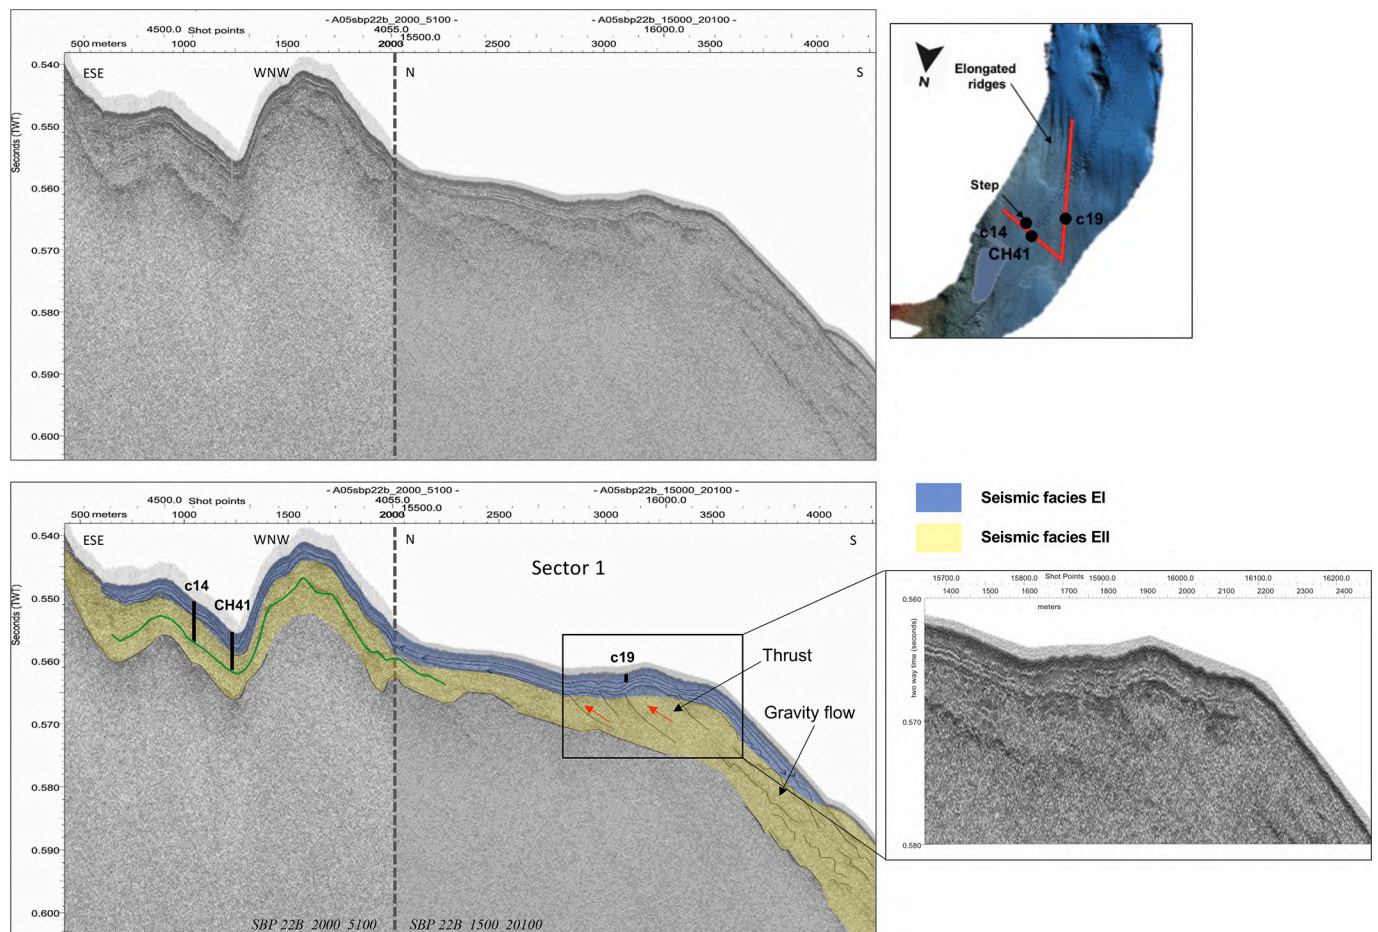 - A05sbp22b_2000_5100 -
- A05sbp22b_15000_20100 -
4500.0 Shot points 4055.0 15500.0 16000.0
500 meters 1000 1500 2000 2500 3000 3500 4000
ESE WNW N S
Seconds (TWT)
0.540
0.550
0.560
0.570
0.580
0.590
0.600
N
Elongated
ridges
Step
c14
CH41
c19
- A05sbp22b_2000_5100 -
- A05sbp22b_15000_20100 -
4500.0 Shot points 4055.0 15500.0 16000.0
500 meters 1000 1500 2500 3000 3500 4000
ESE WNW N S
Seconds (TWT)
0.540
0.550
0.560
0.570
0.580
0.590
0.600
Sector 1
c14
CH41
c19
Thrust
Gravity flow
SBP 22B_2000_5100
SBP 22B_1500_20100
Seismic facies EI
Seismic facies EII
15700.0 15800.0 Shot Points 15900.0 16000.0 16100.0 16200.0
1400 1500 1600 1700 1800 1900 2000 2100 2200 2300 2400
meters
two way time (seconds)
0.560
0.570
0.580